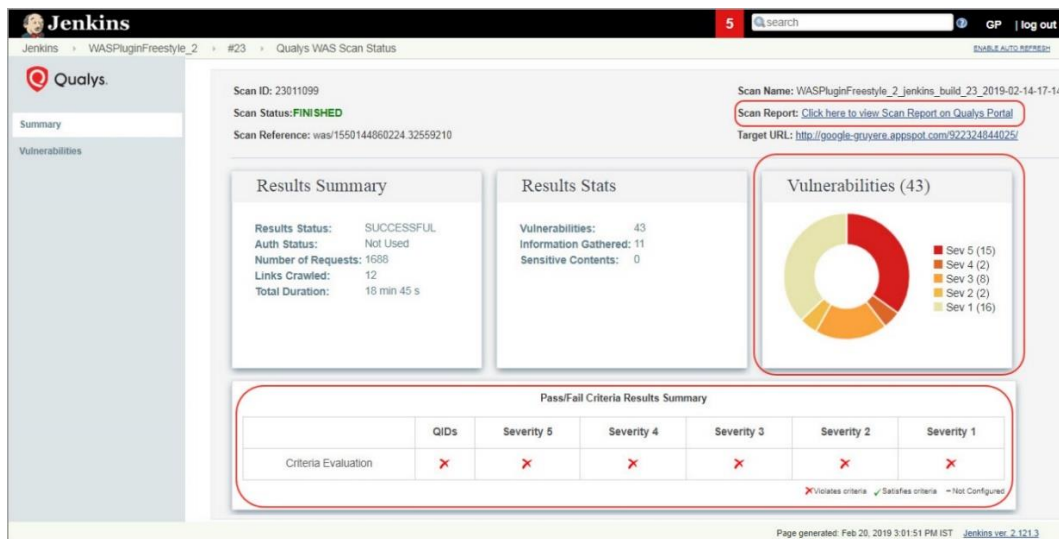 Jenkins
5
search
GP | log out
Jenkins › WASPluginFreestyle_2 › #23 › Qualys WAS Scan Status
ENABLE AUTO REFRESH
Qualys.
Summary
Vulnerabilities
Scan ID: 23011099
Scan Name: WASPluginFreestyle_2_jenkins_build_23_2019-02-14-17-14
Scan Status:FINISHED
Scan Report: Click here to view Scan Report on Qualys Portal
Scan Reference: was/1550144860224.32559210
Target URL: http://google-gruyere.appspot.com/922324844025/
Results Summary
Results Status: SUCCESSFUL
Auth Status: Not Used
Number of Requests: 1688
Links Crawled: 12
Total Duration: 18 min 45 s
Results Stats
Vulnerabilities: 43
Information Gathered: 11
Sensitive Contents: 0
Vulnerabilities (43)
Sev 5 (15)
Sev 4 (2)
Sev 3 (8)
Sev 2 (2)
Sev 1 (16)
Pass/Fail Criteria Results Summary
QIDs Severity 5 Severity 4 Severity 3 Severity 2 Severity 1
Criteria Evaluation ✗ ✗ ✗ ✗ ✗ ✗
✗Violates criteria ✓Satisfies criteria – Not Configured
Page generated: Feb 20, 2019 3:01:51 PM IST Jenkins ver. 2.121.3